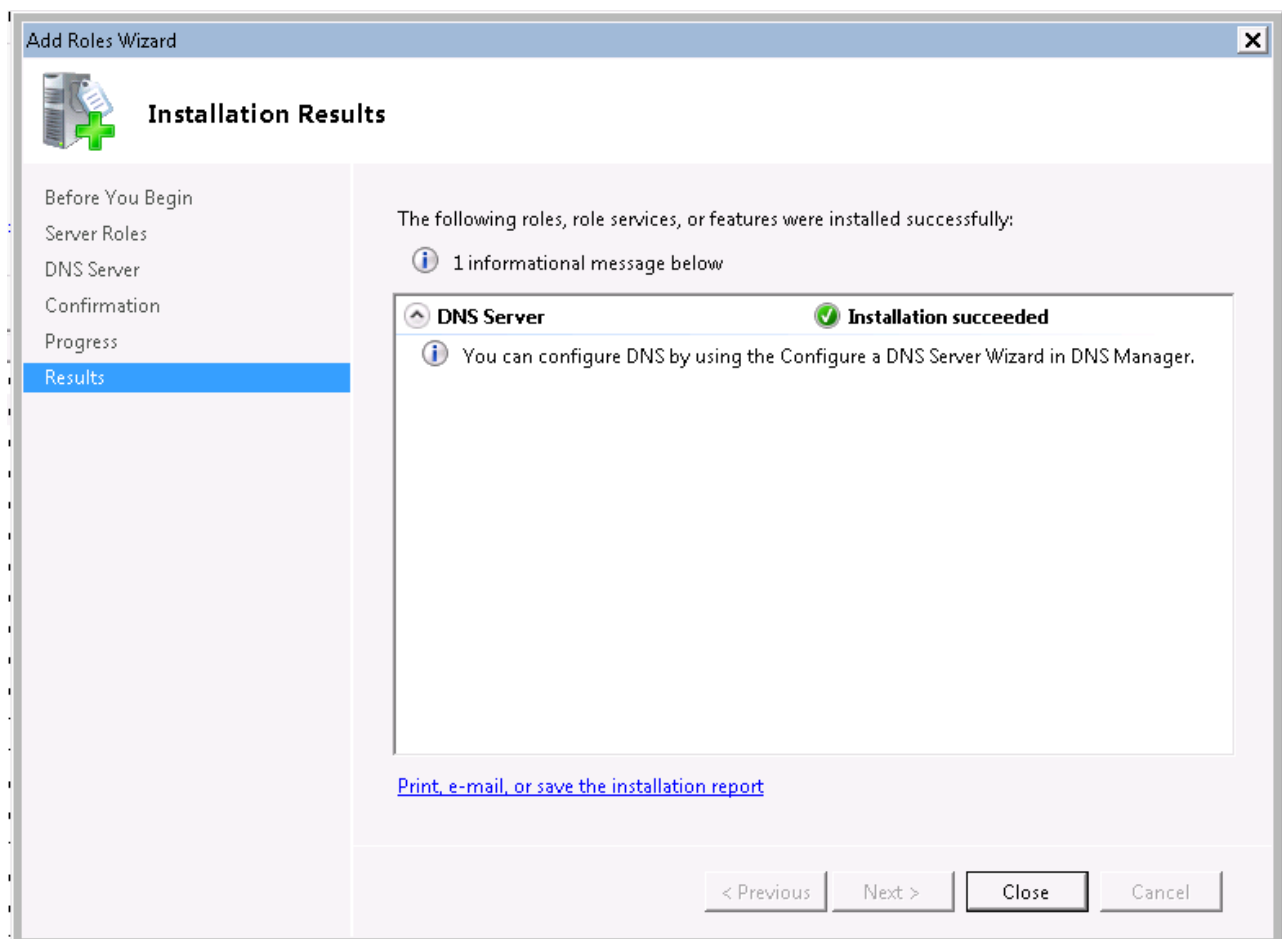 Add Roles Wizard
Installation Results
Before You Begin
Server Roles
DNS Server
Confirmation
Progress
Results
The following roles, role services, or features were installed successfully:
1 informational message below
DNS Server Installation succeeded
You can configure DNS by using the Configure a DNS Server Wizard in DNS Manager.
Print, e-mail, or save the installation report
< Previous Next > Close Cancel